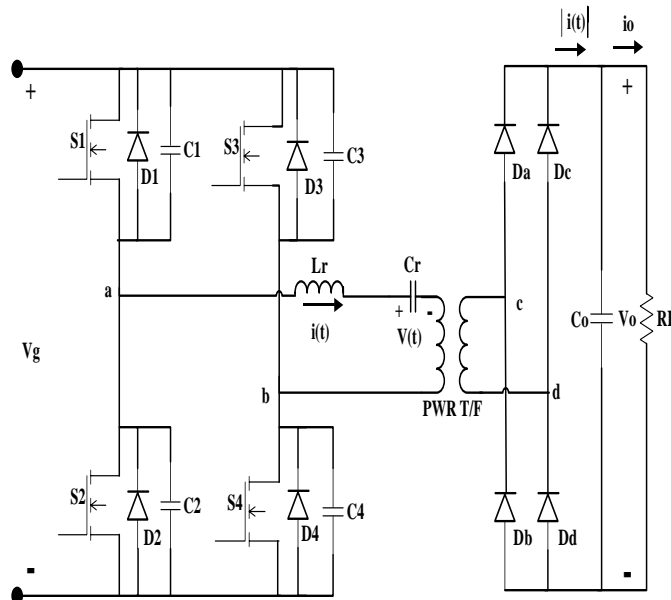 |i(t)| io
+
S1
D1
C1
S3
D3
C3
Da
Dc
+
Lr
Cr
a
i(t)
+
V(t)
-
c
Vg
Co
Vo
b
d
PWR T/F
S2
D2
C2
S4
D4
C4
Db
Dd
-
-